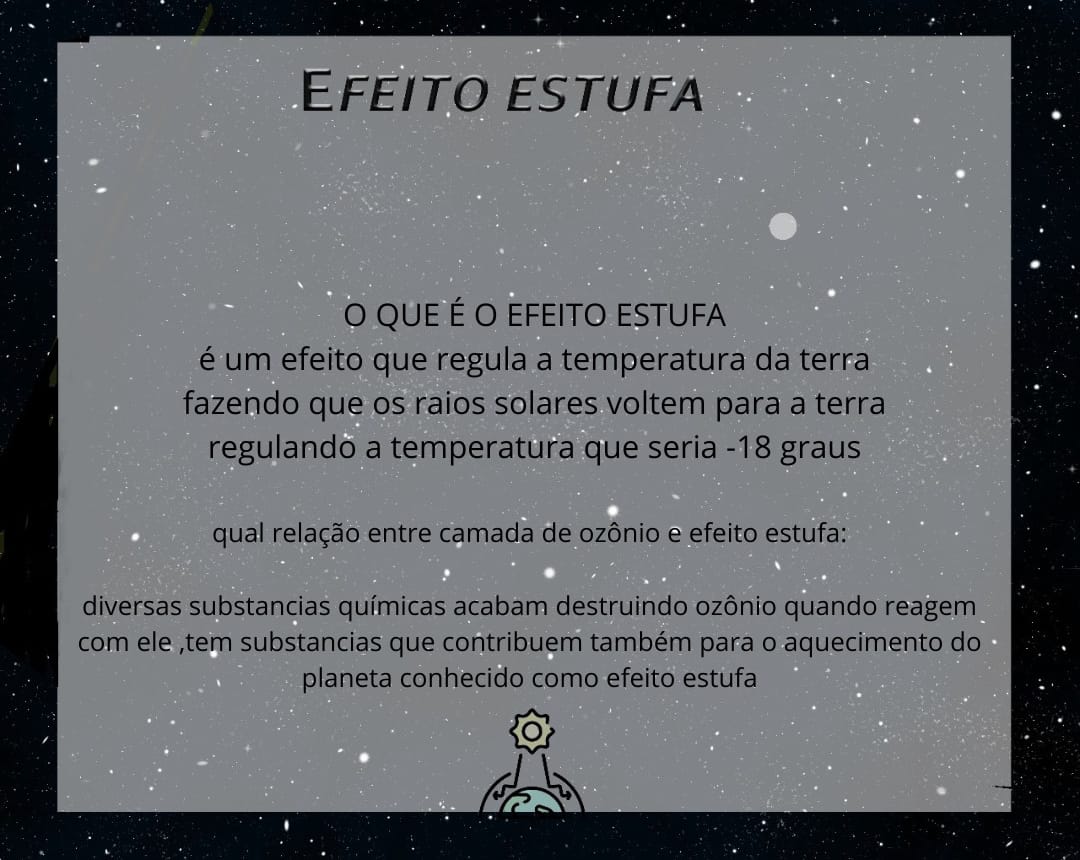 EFEITO ESTUFA
O QUE É O EFEITO ESTUFA
é um efeito que regula a temperatura da terra
fazendo que os raios solares voltem para a terra
regulando a temperatura que seria -18 graus
qual relação entre camada de ozônio e efeito estufa:
diversas substancias químicas acabam destruindo ozônio quando reagem
com ele ,tem substancias que contribuem também para o aquecimento do
planeta conhecido como efeito estufa